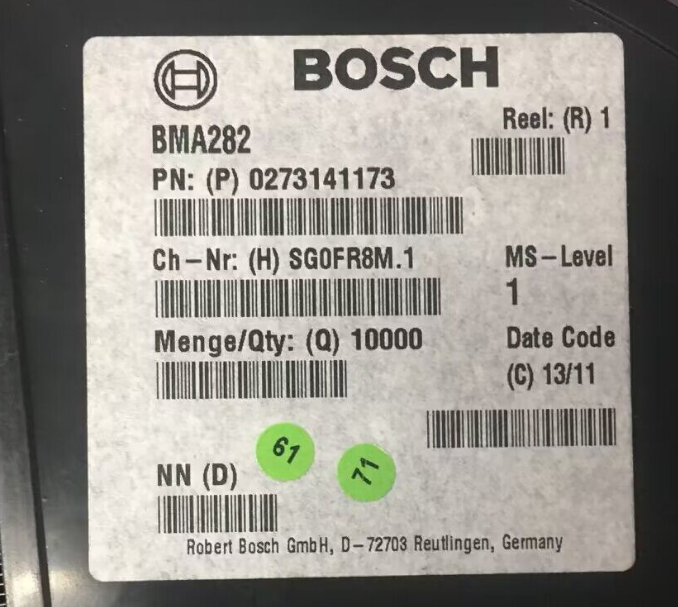 BOSCH
BMA282
Reel: (R) 1
PN: (P) 0273141173
Ch-Nr: (H) SG0FR8M.1
MS-Level
1
Menge/Qty: (Q) 10000
Date Code
(C) 13/11
61
71
NN (D)
Robert Bosch GmbH, D-72703 Reutlingen, Germany